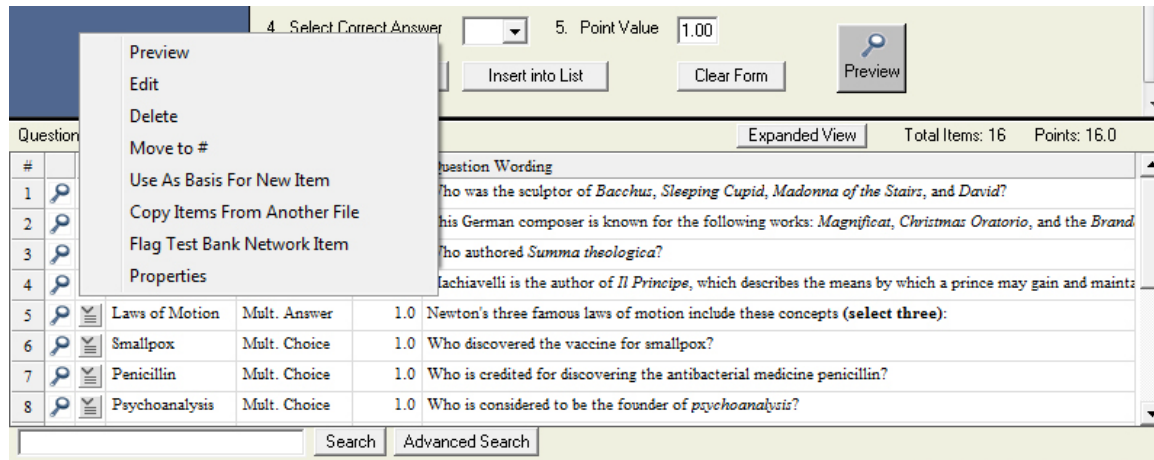 4. Select Correct Answer 5. Point Value 1.00
Insert into List Clear Form Preview
Preview
Edit
Delete
Move to #
Use As Basis For New Item
Copy Items From Another File
Flag Test Bank Network Item
Properties
Question Expanded View Total Items: 16 Points: 16.0
# Question Wording
1 Who was the sculptor of Bacchus, Sleeping Cupid, Madonna of the Stairs, and David?
2 This German composer is known for the following works: Magnificat, Christmas Oratorio, and the Brand
3 Who authored Summa theologica?
4 Machiavelli is the author of Il Principe, which describes the means by which a prince may gain and mainta
5 Laws of Motion Mult. Answer 1.0 Newton's three famous laws of motion include these concepts (select three):
6 Smallpox Mult. Choice 1.0 Who discovered the vaccine for smallpox?
7 Penicillin Mult. Choice 1.0 Who is credited for discovering the antibacterial medicine penicillin?
8 Psychoanalysis Mult. Choice 1.0 Who is considered to be the founder of psychoanalysis?
Search Advanced Search